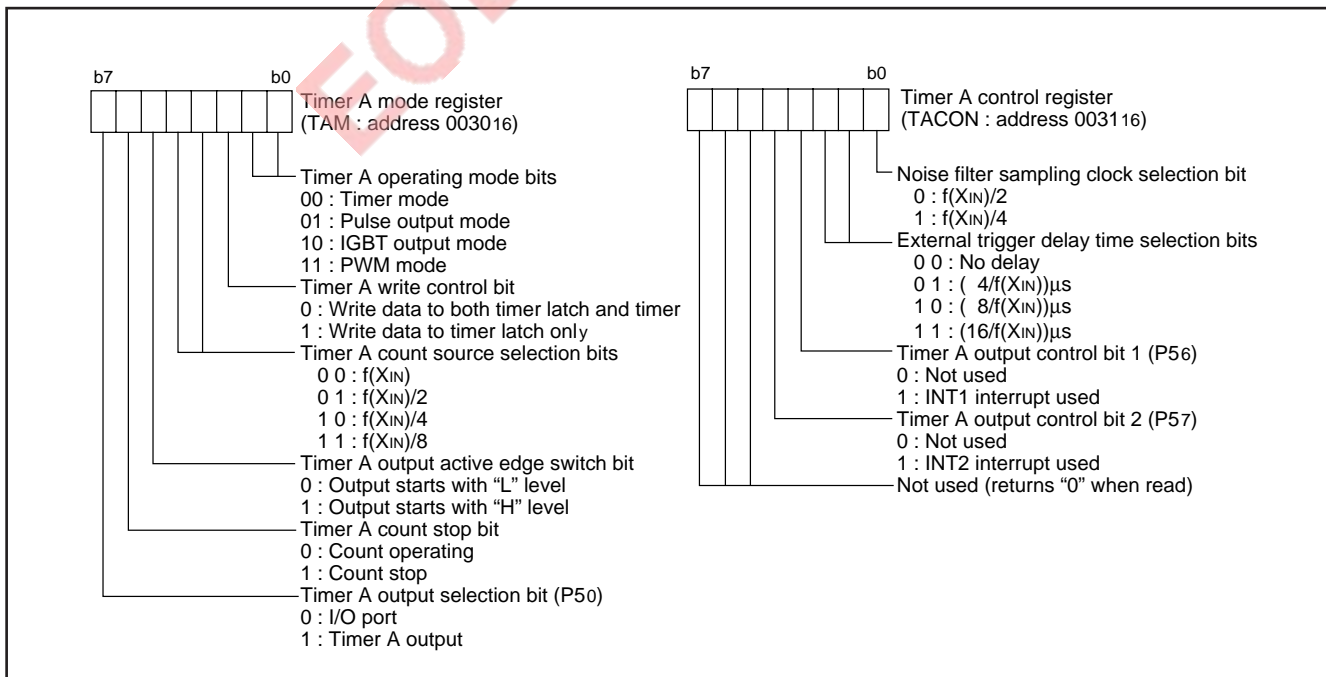 EOL
b7 b0
Timer A mode register
(TAM : address 003016)
Timer A operating mode bits
00 : Timer mode
01 : Pulse output mode
10 : IGBT output mode
11 : PWM mode
Timer A write control bit
0 : Write data to both timer latch and timer
1 : Write data to timer latch only
Timer A count source selection bits
0 0 : f(XIN)
0 1 : f(XIN)/2
1 0 : f(XIN)/4
1 1 : f(XIN)/8
Timer A output active edge switch bit
0 : Output starts with “L” level
1 : Output starts with “H” level
Timer A count stop bit
0 : Count operating
1 : Count stop
Timer A output selection bit (P50)
0 : I/O port
1 : Timer A output
b7 b0
Timer A control register
(TACON : address 003116)
Noise filter sampling clock selection bit
0 : f(XIN)/2
1 : f(XIN)/4
External trigger delay time selection bits
0 0 : No delay
0 1 : ( 4/f(XIN))µs
1 0 : ( 8/f(XIN))µs
1 1 : (16/f(XIN))µs
Timer A output control bit 1 (P56)
0 : Not used
1 : INT1 interrupt used
Timer A output control bit 2 (P57)
0 : Not used
1 : INT2 interrupt used
Not used (returns “0” when read)